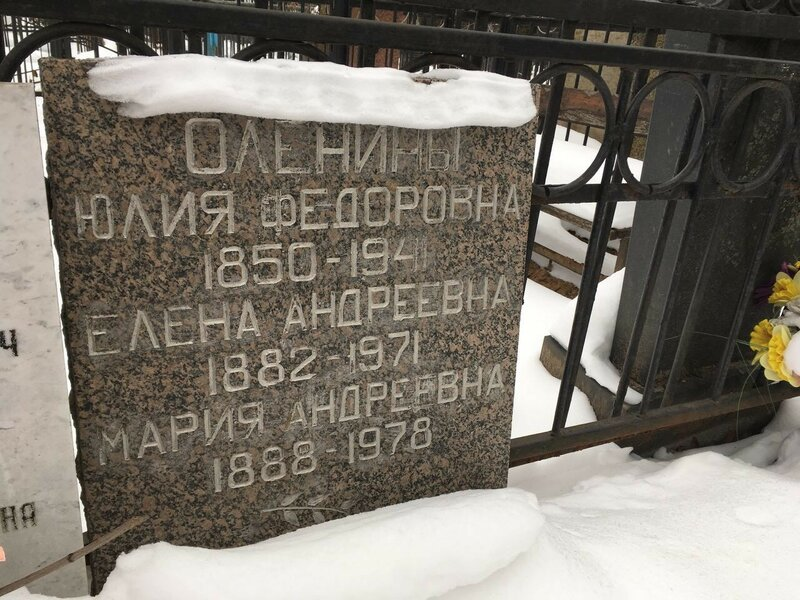 ОЛЕНИНЫ
ЮЛИЯ ФЕДОРОВНА
1850-1941
ЕЛЕНА АНДРЕЕВНА
1882-1971
МАРИЯ АНДРЕЕВНА
1888-1978